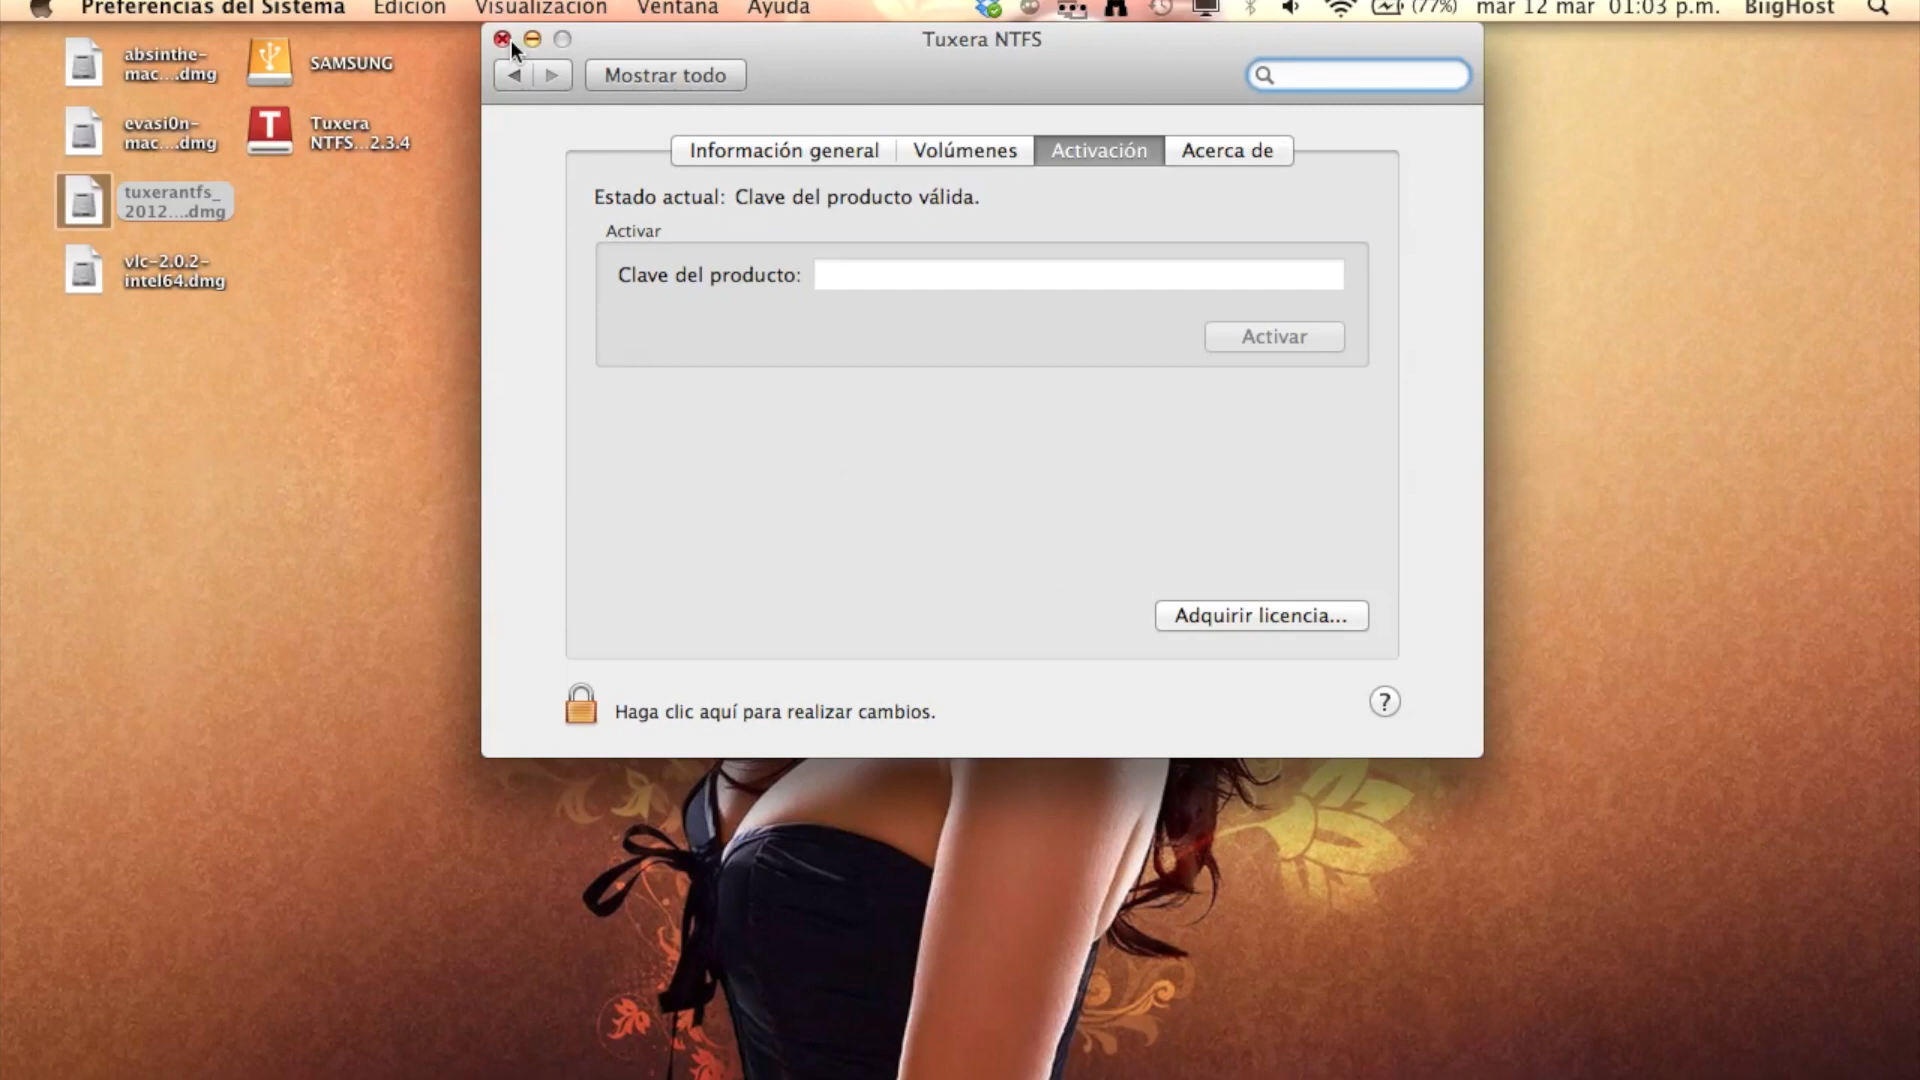 Preferencias del Sistema Edición Visualización Ventana Ayuda (77%) mar 12 mar 01:03 p.m. BiigHost
absinthe-
mac....dmg
SAMSUNG
evasi0n-
mac....dmg
Tuxera
NTFS...2.3.4
tuxerantfs_
2012....dmg
vlc-2.0.2-
intel64.dmg
Tuxera NTFS
Mostrar todo
Información general Volúmenes Activación Acerca de
Estado actual: Clave del producto válida.
Activar
Clave del producto:
Activar
Adquirir licencia...
Haga clic aquí para realizar cambios.
?